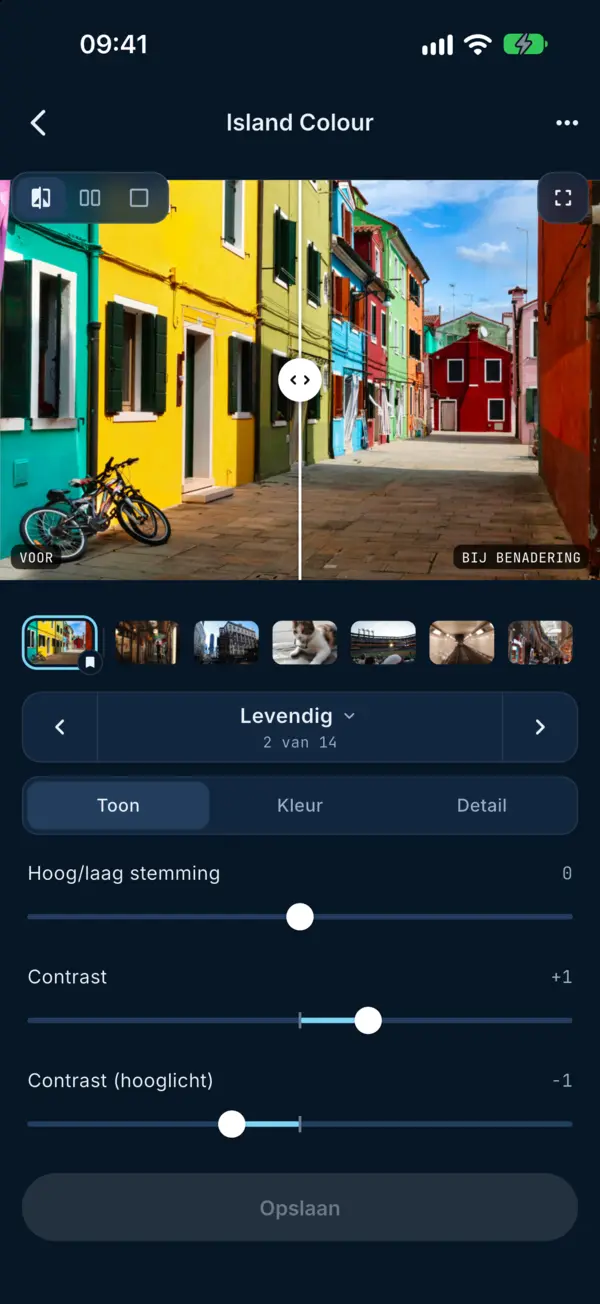 09:41
Island Colour
VOOR
BIJ BENADERING
Levendig
2 van 14
Toon
Kleur
Detail
Hoog/laag stemming
0
Contrast
+1
Contrast (hooglicht)
-1
Opslaan